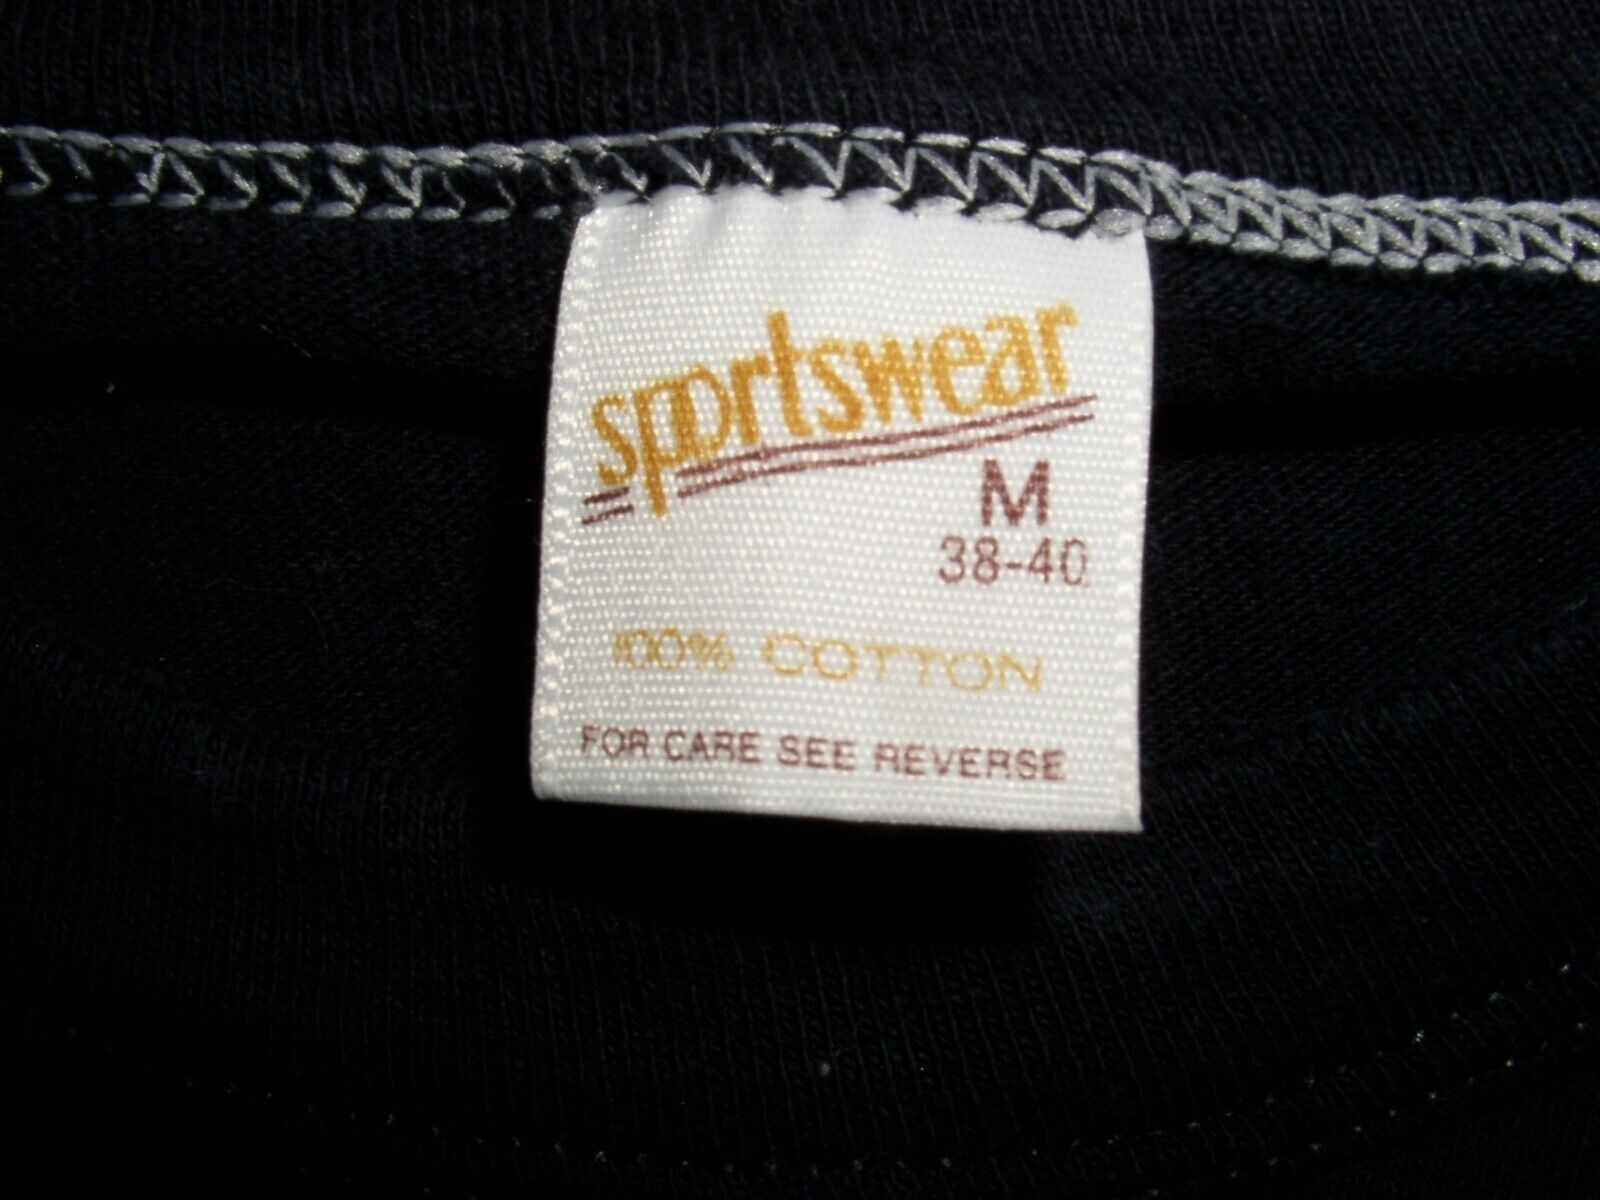 sportswear
M
38-40
100% COTTON
FOR CARE SEE REVERSE